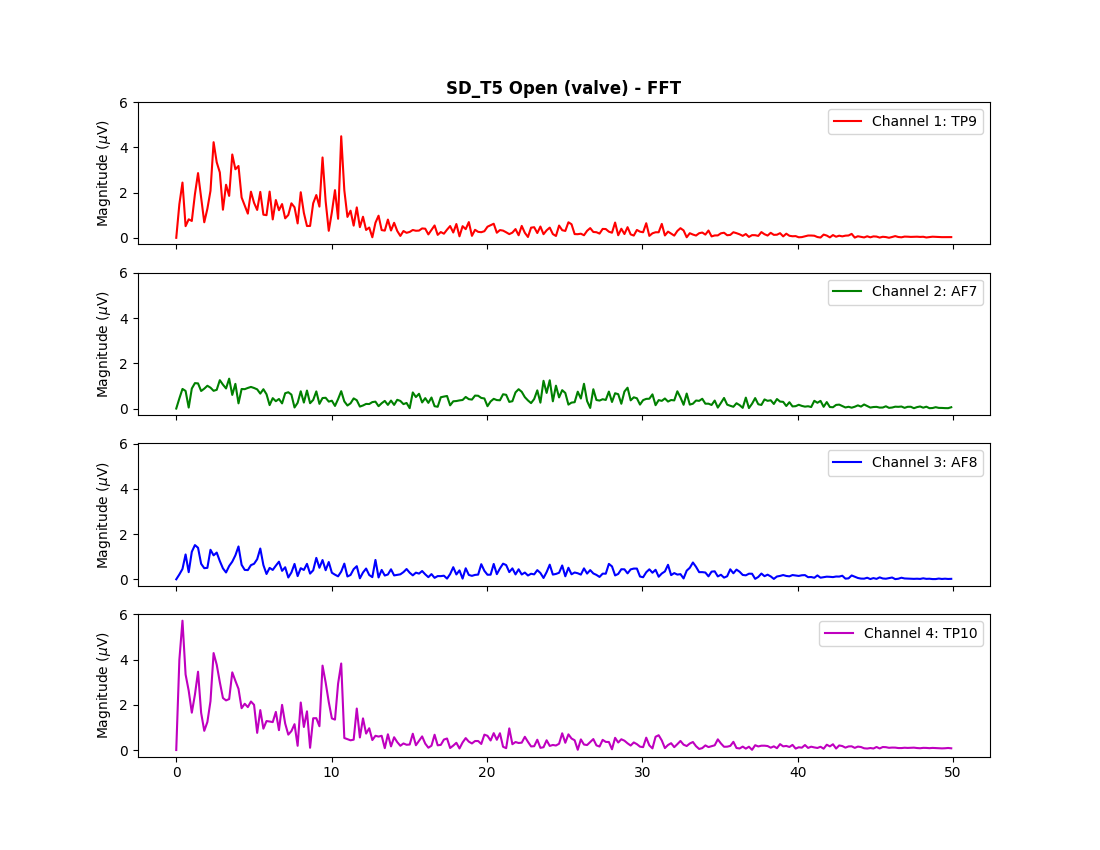 SD_T5 Open (valve) - FFT
6
4
2
0
Magnitude (μV)
Channel 1: TP9
6
4
2
0
Magnitude (μV)
Channel 2: AF7
6
4
2
0
Magnitude (μV)
Channel 3: AF8
6
4
2
0
Magnitude (μV)
Channel 4: TP10
0 10 20 30 40 50